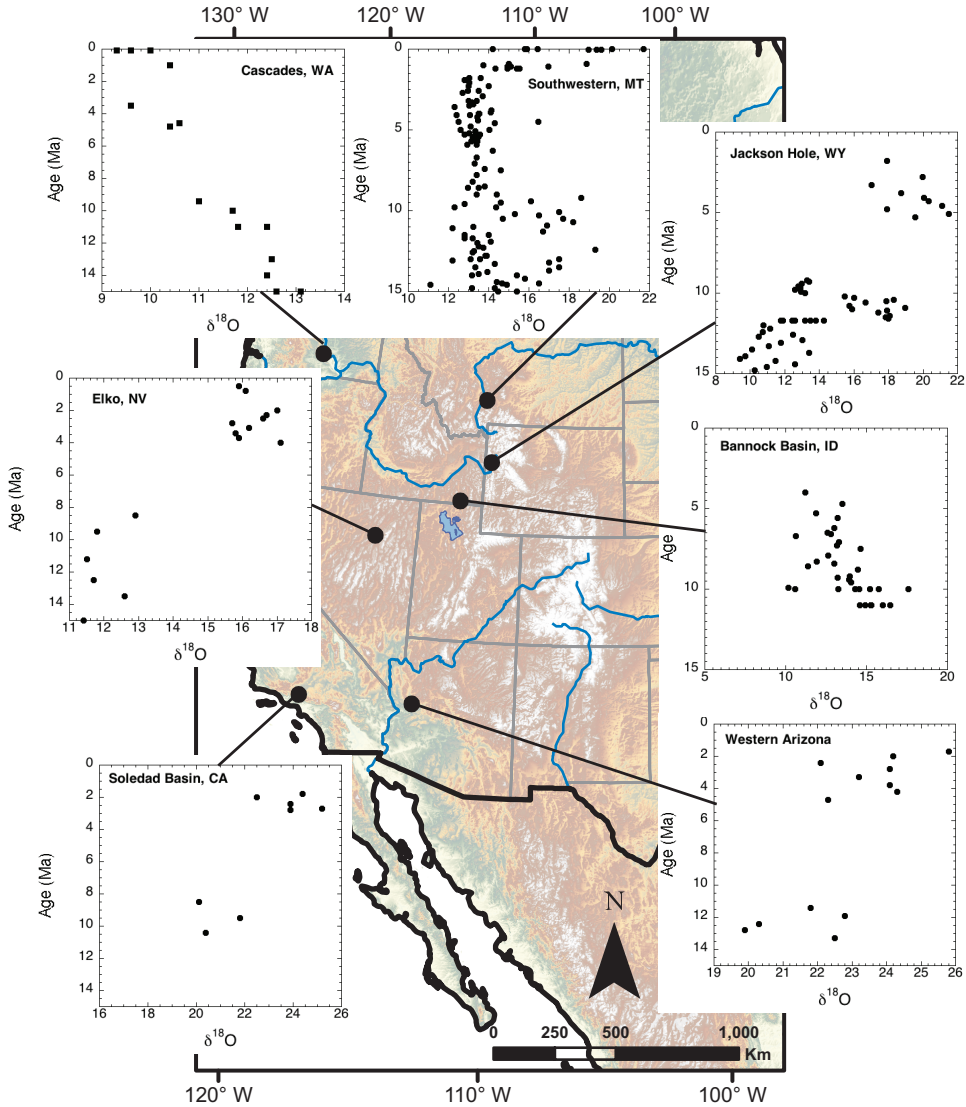 130° W 120° W 110° W 100° W
Cascades, WA
Age (Ma)
0
2
4
6
8
10
12
14
9 10 11 12 13 14
δ18O
Southwestern, MT
Age (Ma)
0
5
10
15
10 12 14 16 18 20 22
δ18O
Jackson Hole, WY
Age (Ma)
0
5
10
15
8 10 12 14 16 18 20 22
δ18O
Elko, NV
Age (Ma)
0
2
4
6
8
10
12
14
11 12 13 14 15 16 17 18
δ18O
Bannock Basin, ID
Age
0
5
10
15
5 10 15 20
δ18O
Soledad Basin, CA
Age (Ma)
0
2
4
6
8
10
12
14
16 18 20 22 24 26
δ18O
Western Arizona
Age (Ma)
0
2
4
6
8
10
12
14
19 20 21 22 23 24 25 26
δ18O
N
0 250 500 1,000
Km
120° W 110° W 100° W